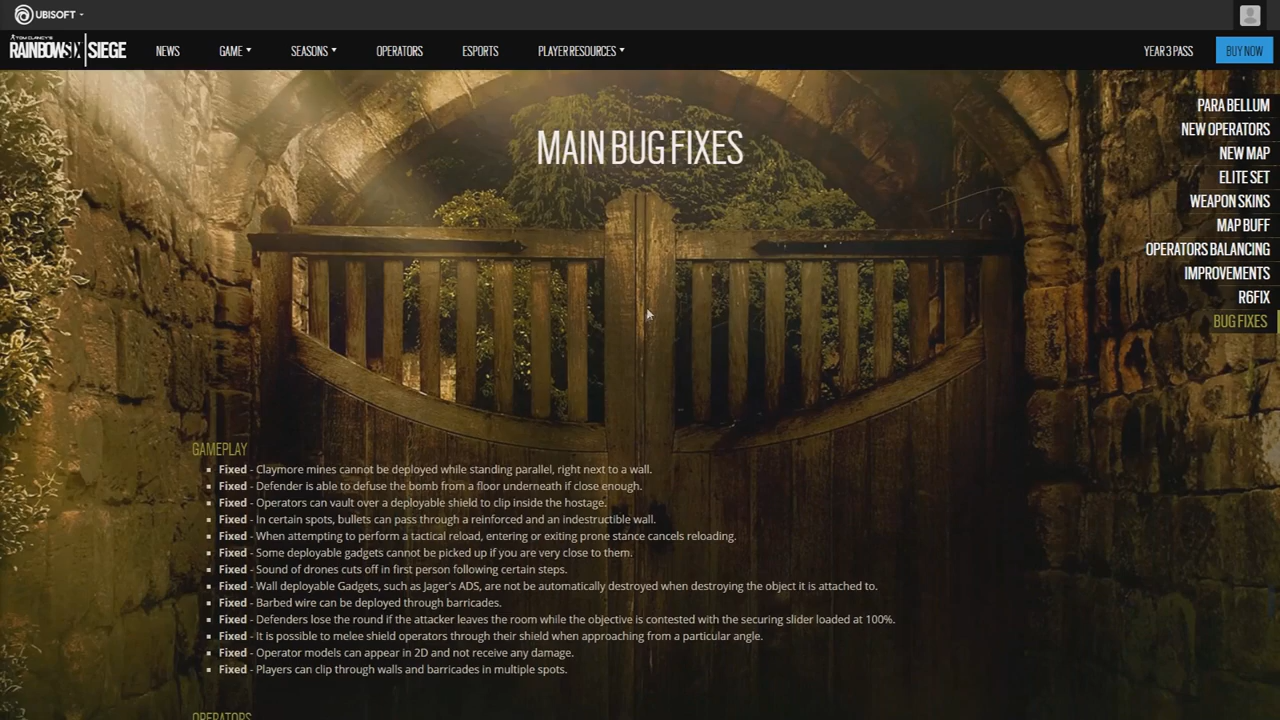 UBISOFT
TOM CLANCY'S
RAINBOWSIX | SIEGE
NEWS
GAME
SEASONS
OPERATORS
ESPORTS
PLAYER RESOURCES
YEAR 3 PASS
BUY NOW
MAIN BUG FIXES
PARA BELLUM
NEW OPERATORS
NEW MAP
ELITE SET
WEAPON SKINS
MAP BUFF
OPERATORS BALANCING
IMPROVEMENTS
R6FIX
BUG FIXES
GAMEPLAY
Fixed - Claymore mines cannot be deployed while standing parallel, right next to a wall.
Fixed - Defender is able to defuse the bomb from a floor underneath if close enough.
Fixed - Operators can vault over a deployable shield to clip inside the hostage.
Fixed - In certain spots, bullets can pass through a reinforced and an indestructible wall.
Fixed - When attempting to perform a tactical reload, entering or exiting prone stance cancels reloading.
Fixed - Some deployable gadgets cannot be picked up if you are very close to them.
Fixed - Sound of drones cuts off in first person following certain steps.
Fixed - Wall deployable Gadgets, such as Jager's ADS, are not be automatically destroyed when destroying the object it is attached to.
Fixed - Barbed wire can be deployed through barricades.
Fixed - Defenders lose the round if the attacker leaves the room while the objective is contested with the securing slider loaded at 100%.
Fixed - It is possible to melee shield operators through their shield when approaching from a particular angle.
Fixed - Operator models can appear in 2D and not receive any damage.
Fixed - Players can clip through walls and barricades in multiple spots.
OPERATORS